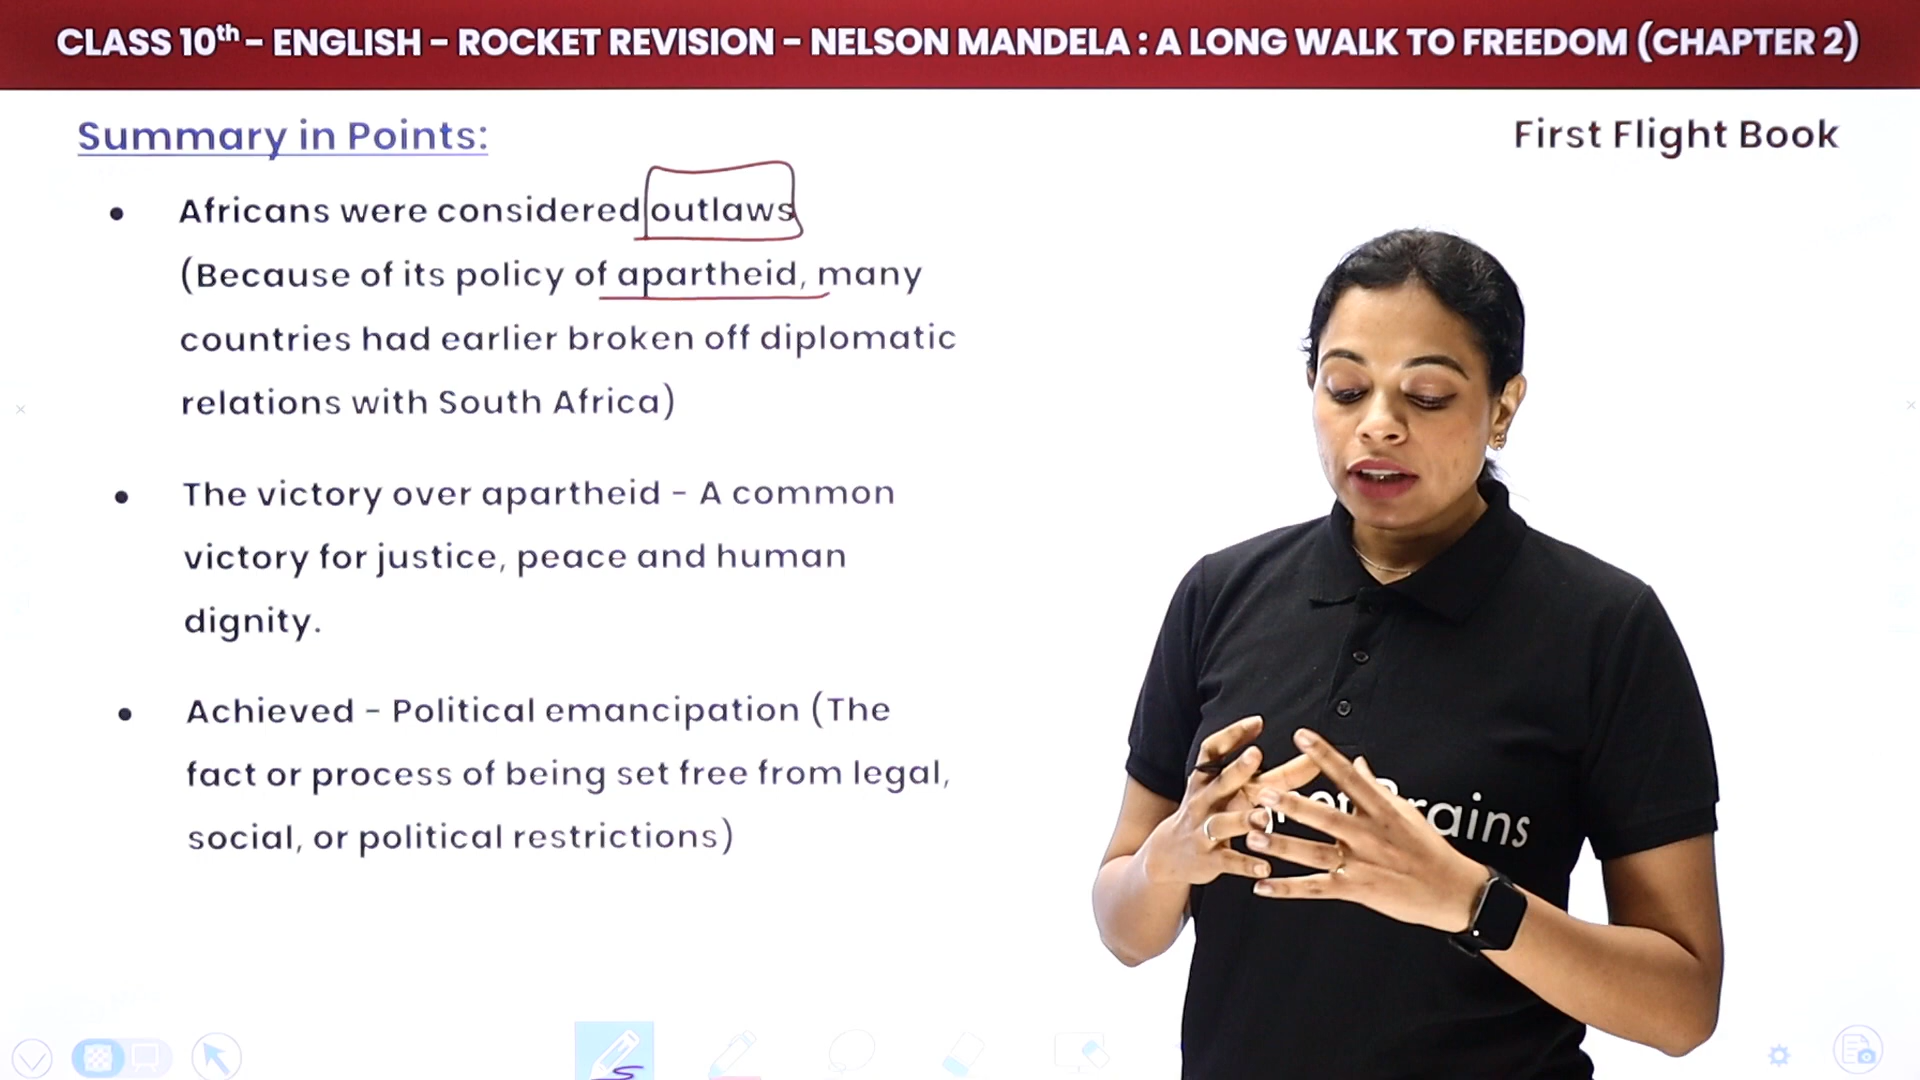 CLASS 10th - ENGLISH - ROCKET REVISION - NELSON MANDELA : A LONG WALK TO FREEDOM (CHAPTER 2)
Summary in Points:
First Flight Book
• Africans were considered outlaws
(Because of its policy of apartheid, many
countries had earlier broken off diplomatic
relations with South Africa)
• The victory over apartheid - A common
victory for justice, peace and human
dignity.
• Achieved - Political emancipation (The
fact or process of being set free from legal,
social, or political restrictions)
rains